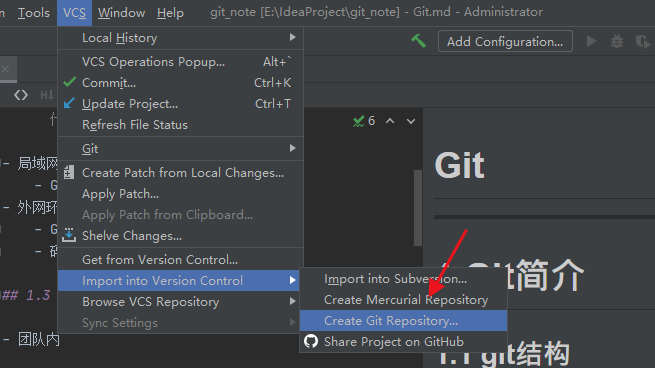 Tools VCS Window Help git_note [E:\IdeaProject\git_note] - Git.md - Administrator
Add Configuration...
Local History
VCS Operations Popup... Alt+`
Commit... Ctrl+K
Update Project... Ctrl+T
Refresh File Status
Git
Create Patch from Local Changes...
Apply Patch...
Apply Patch from Clipboard...
Shelve Changes...
Get from Version Control...
Import into Version Control
Browse VCS Repository
Sync Settings
Import into Subversion...
Create Mercurial Repository
Create Git Repository...
Share Project on GitHub
6
- 局域网
- G
- 外网环
- G
-
### 1.3
- 团队内
Git
Git简介
1.1 git结构